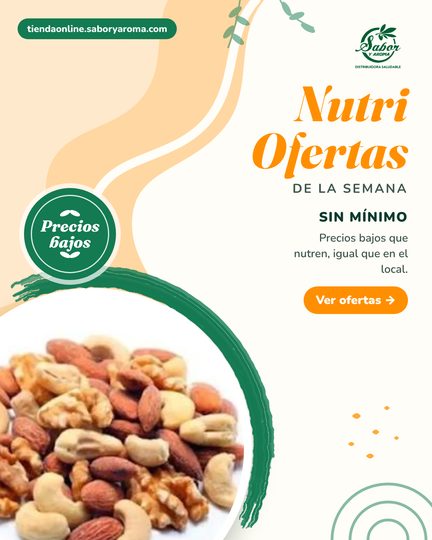 tiendaonline.saboryaroma.com
Sabor
Y AROMA
DISTRIBUIDORA SALUDABLE
Nutri
Ofertas
DE LA SEMANA
SIN MÍNIMO
Precios bajos que
nutren, igual que en el
local.
Ver ofertas →
Precios
bajos